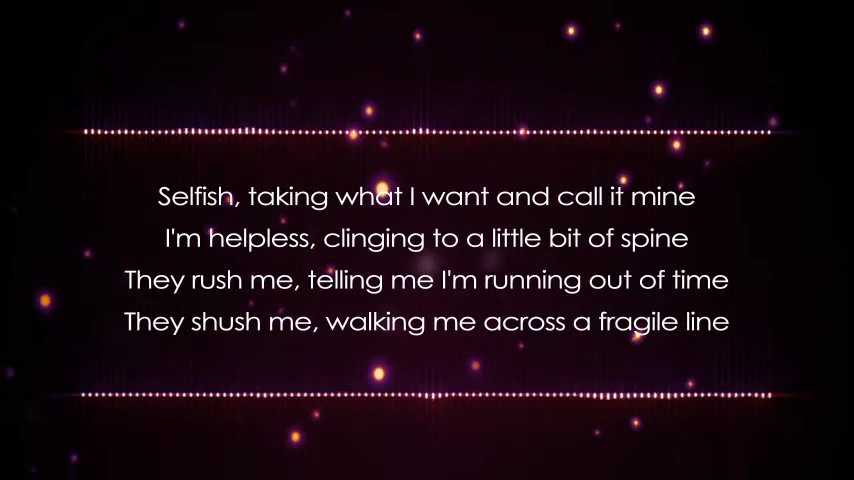 Selfish, taking what I want and call it mine
I'm helpless, clinging to a little bit of spine
They rush me, telling me I'm running out of time
They shush me, walking me across a fragile line